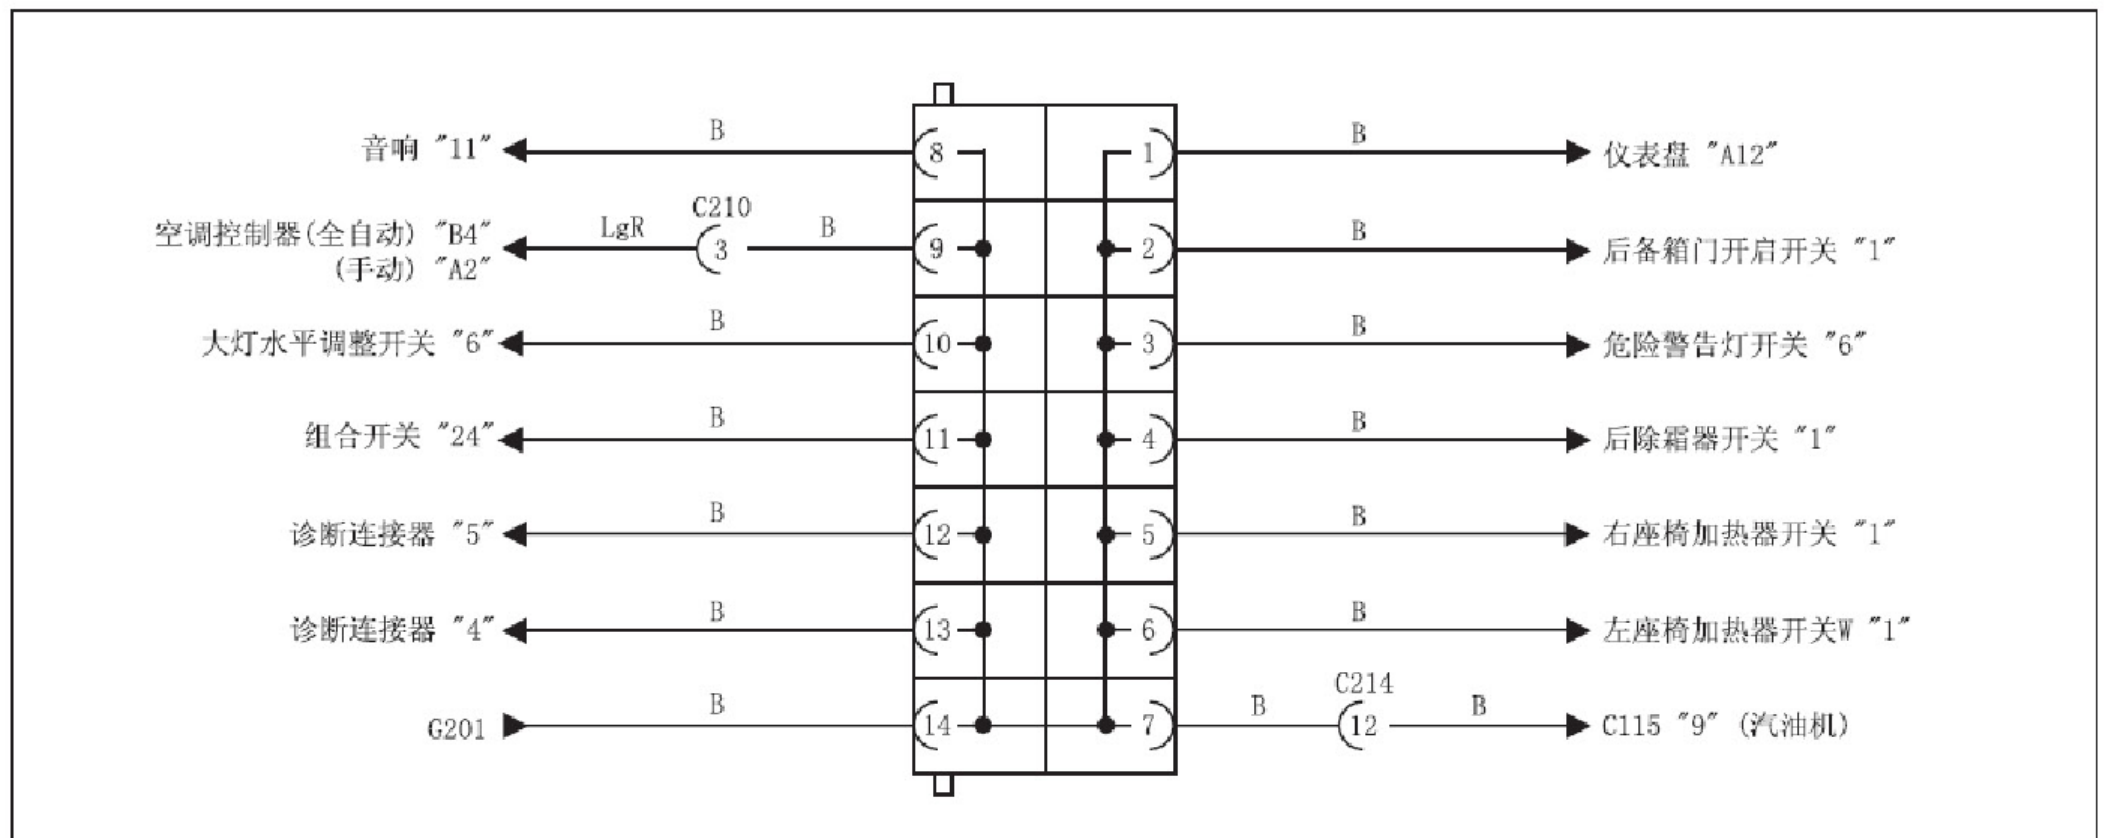 音响 "11"
B
8
1
B
仪表盘 "A12"
空调控制器(全自动) "B4"
(手动) "A2"
LgR
C210
3
B
9
2
B
后备箱门开启开关 "1"
大灯水平调整开关 "6"
B
10
3
B
危险警告灯开关 "6"
组合开关 "24"
B
11
4
B
后除霜器开关 "1"
诊断连接器 "5"
B
12
5
B
右座椅加热器开关 "1"
诊断连接器 "4"
B
13
6
B
左座椅加热器开关W "1"
G201
B
14
7
B
C214
12
B
C115 "9" (汽油机)